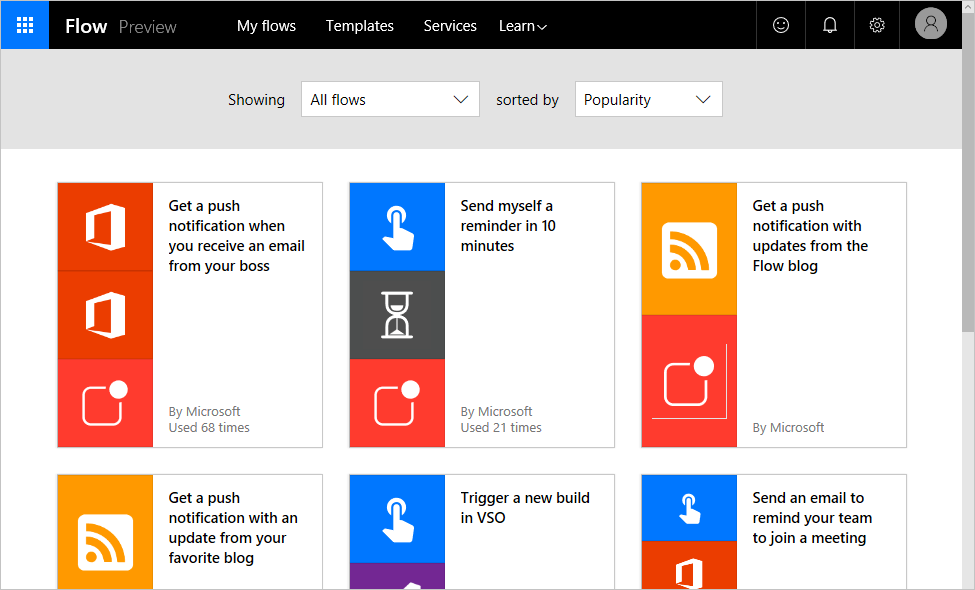 Flow Preview My flows Templates Services Learn
Showing All flows sorted by Popularity
Get a push
notification when
you receive an email
from your boss
By Microsoft
Used 68 times
Send myself a
reminder in 10
minutes
By Microsoft
Used 21 times
Get a push
notification with
updates from the
Flow blog
By Microsoft
Get a push
notification with an
update from your
favorite blog
Trigger a new build
in VSO
Send an email to
remind your team
to join a meeting